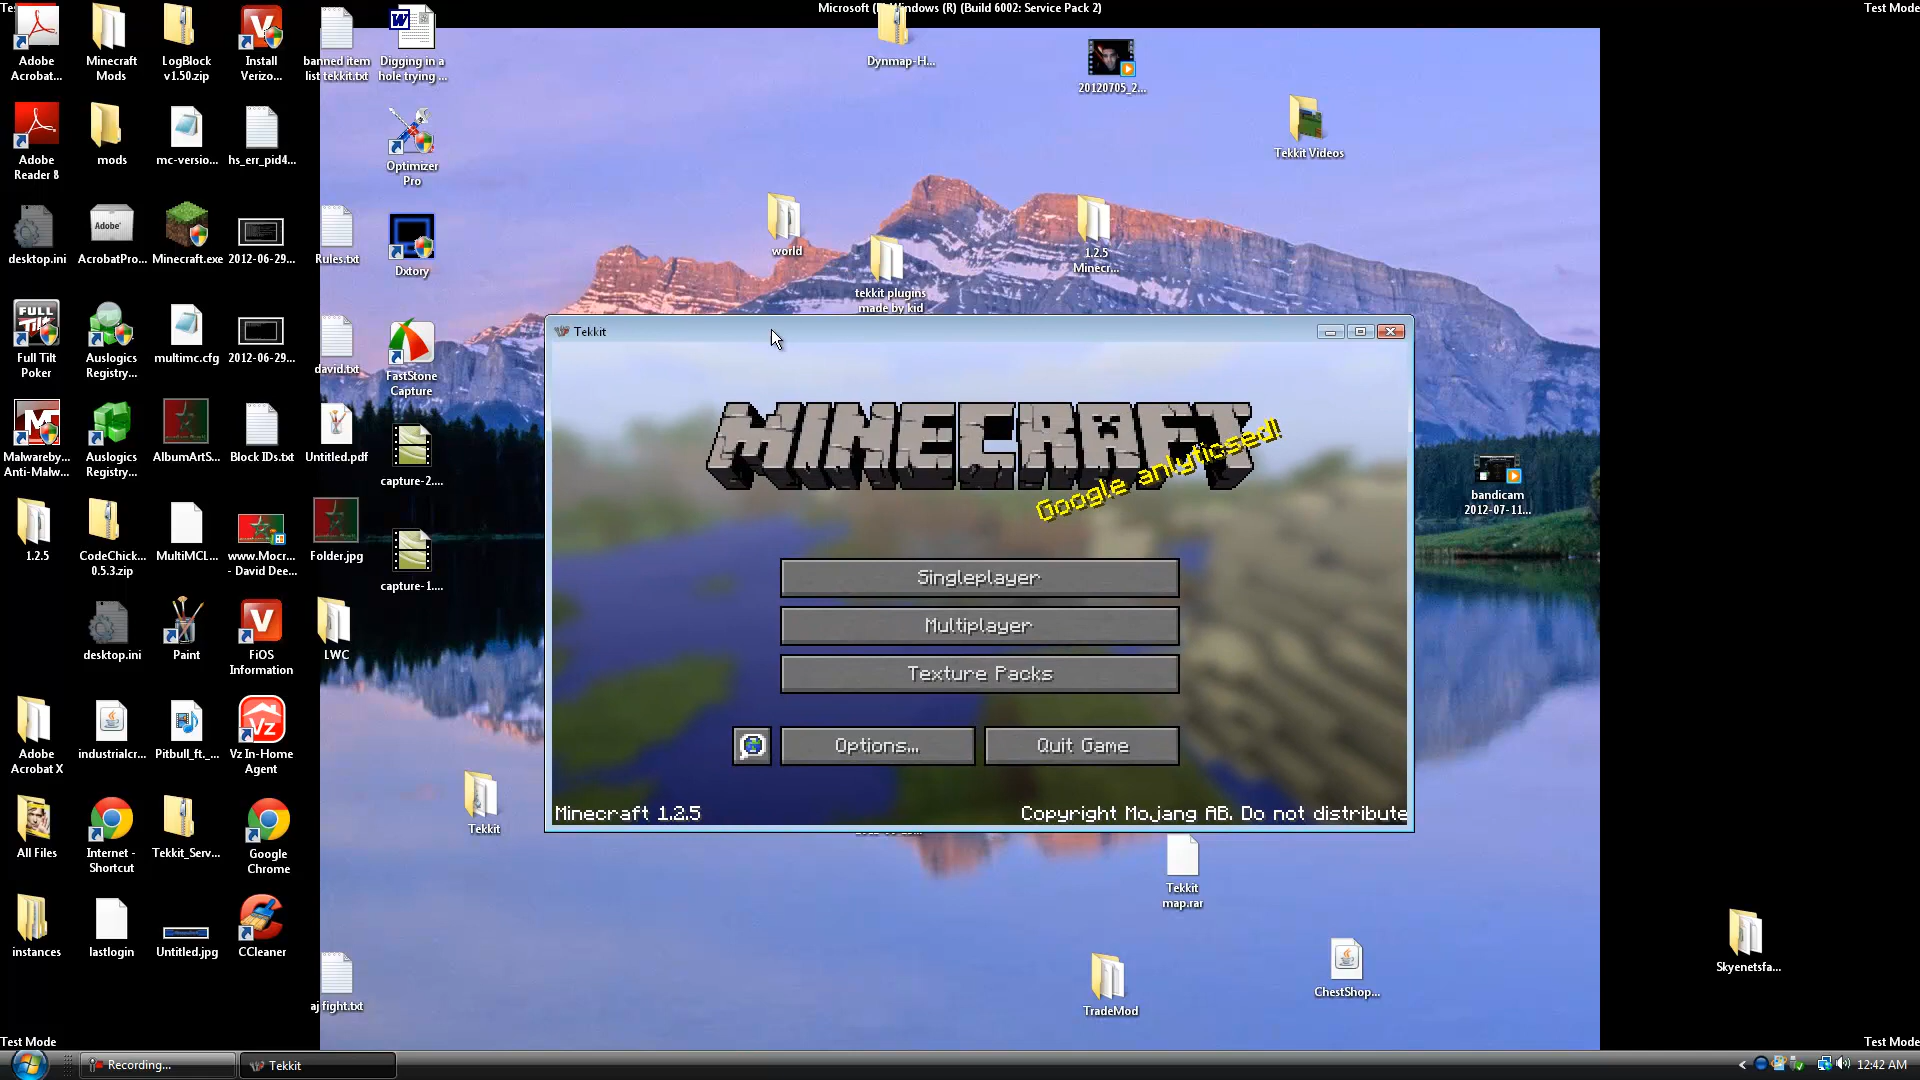 Test Mode
Microsoft (R) Windows (R) (Build 6002: Service Pack 2)
Test Mode
Adobe
Acrobat...
Minecraft
Mods
LogBlock
v1.50.zip
Install
Verizo...
banned item
list tekkit.txt
Digging in a
hole trying ...
Dynmap-H...
20120705_2...
Tekkit Videos
Adobe
Reader 8
mods
mc-versio...
hs_err_pid4...
Optimizer
Pro
world
tekkit plugins
made by kid
1.2.5
Minecr...
desktop.ini
AcrobatPro...
Adobe
Minecraft.exe
2012-06-29...
Rules.txt
Dxtory
FULL
TILT
Full Tilt
Poker
Auslogics
Registry...
multimc.cfg
2012-06-29...
david.txt
FastStone
Capture
Malwareby...
Anti-Malw...
Auslogics
Registry...
AlbumArtS...
Block IDs.txt
Untitled.pdf
capture-2....
1.2.5
CodeChick...
0.5.3.zip
MultiMCL...
www.Mocr...
- David Dee...
Folder.jpg
capture-1....
desktop.ini
Paint
FiOS
Information
LWC
Adobe
Acrobat X
industrialcr...
Pitbull_ft._...
Vz In-Home
Agent
All Files
Internet -
Shortcut
Tekkit_Serv...
Google
Chrome
Tekkit
instances
lastlogin
Untitled.jpg
CCleaner
aj fight.txt
Tekkit
MINECRAFT
Google anlyticsed!
Singleplayer
Multiplayer
Texture Packs
Options...
Quit Game
Minecraft 1.2.5
Copyright Mojang AB. Do not distribute
bandicam
2012-07-11...
Tekkit
map.rar
TradeMod
ChestShop...
Skyenetsfa...
Test Mode
Test Mode
Recording...
Tekkit
12:42 AM